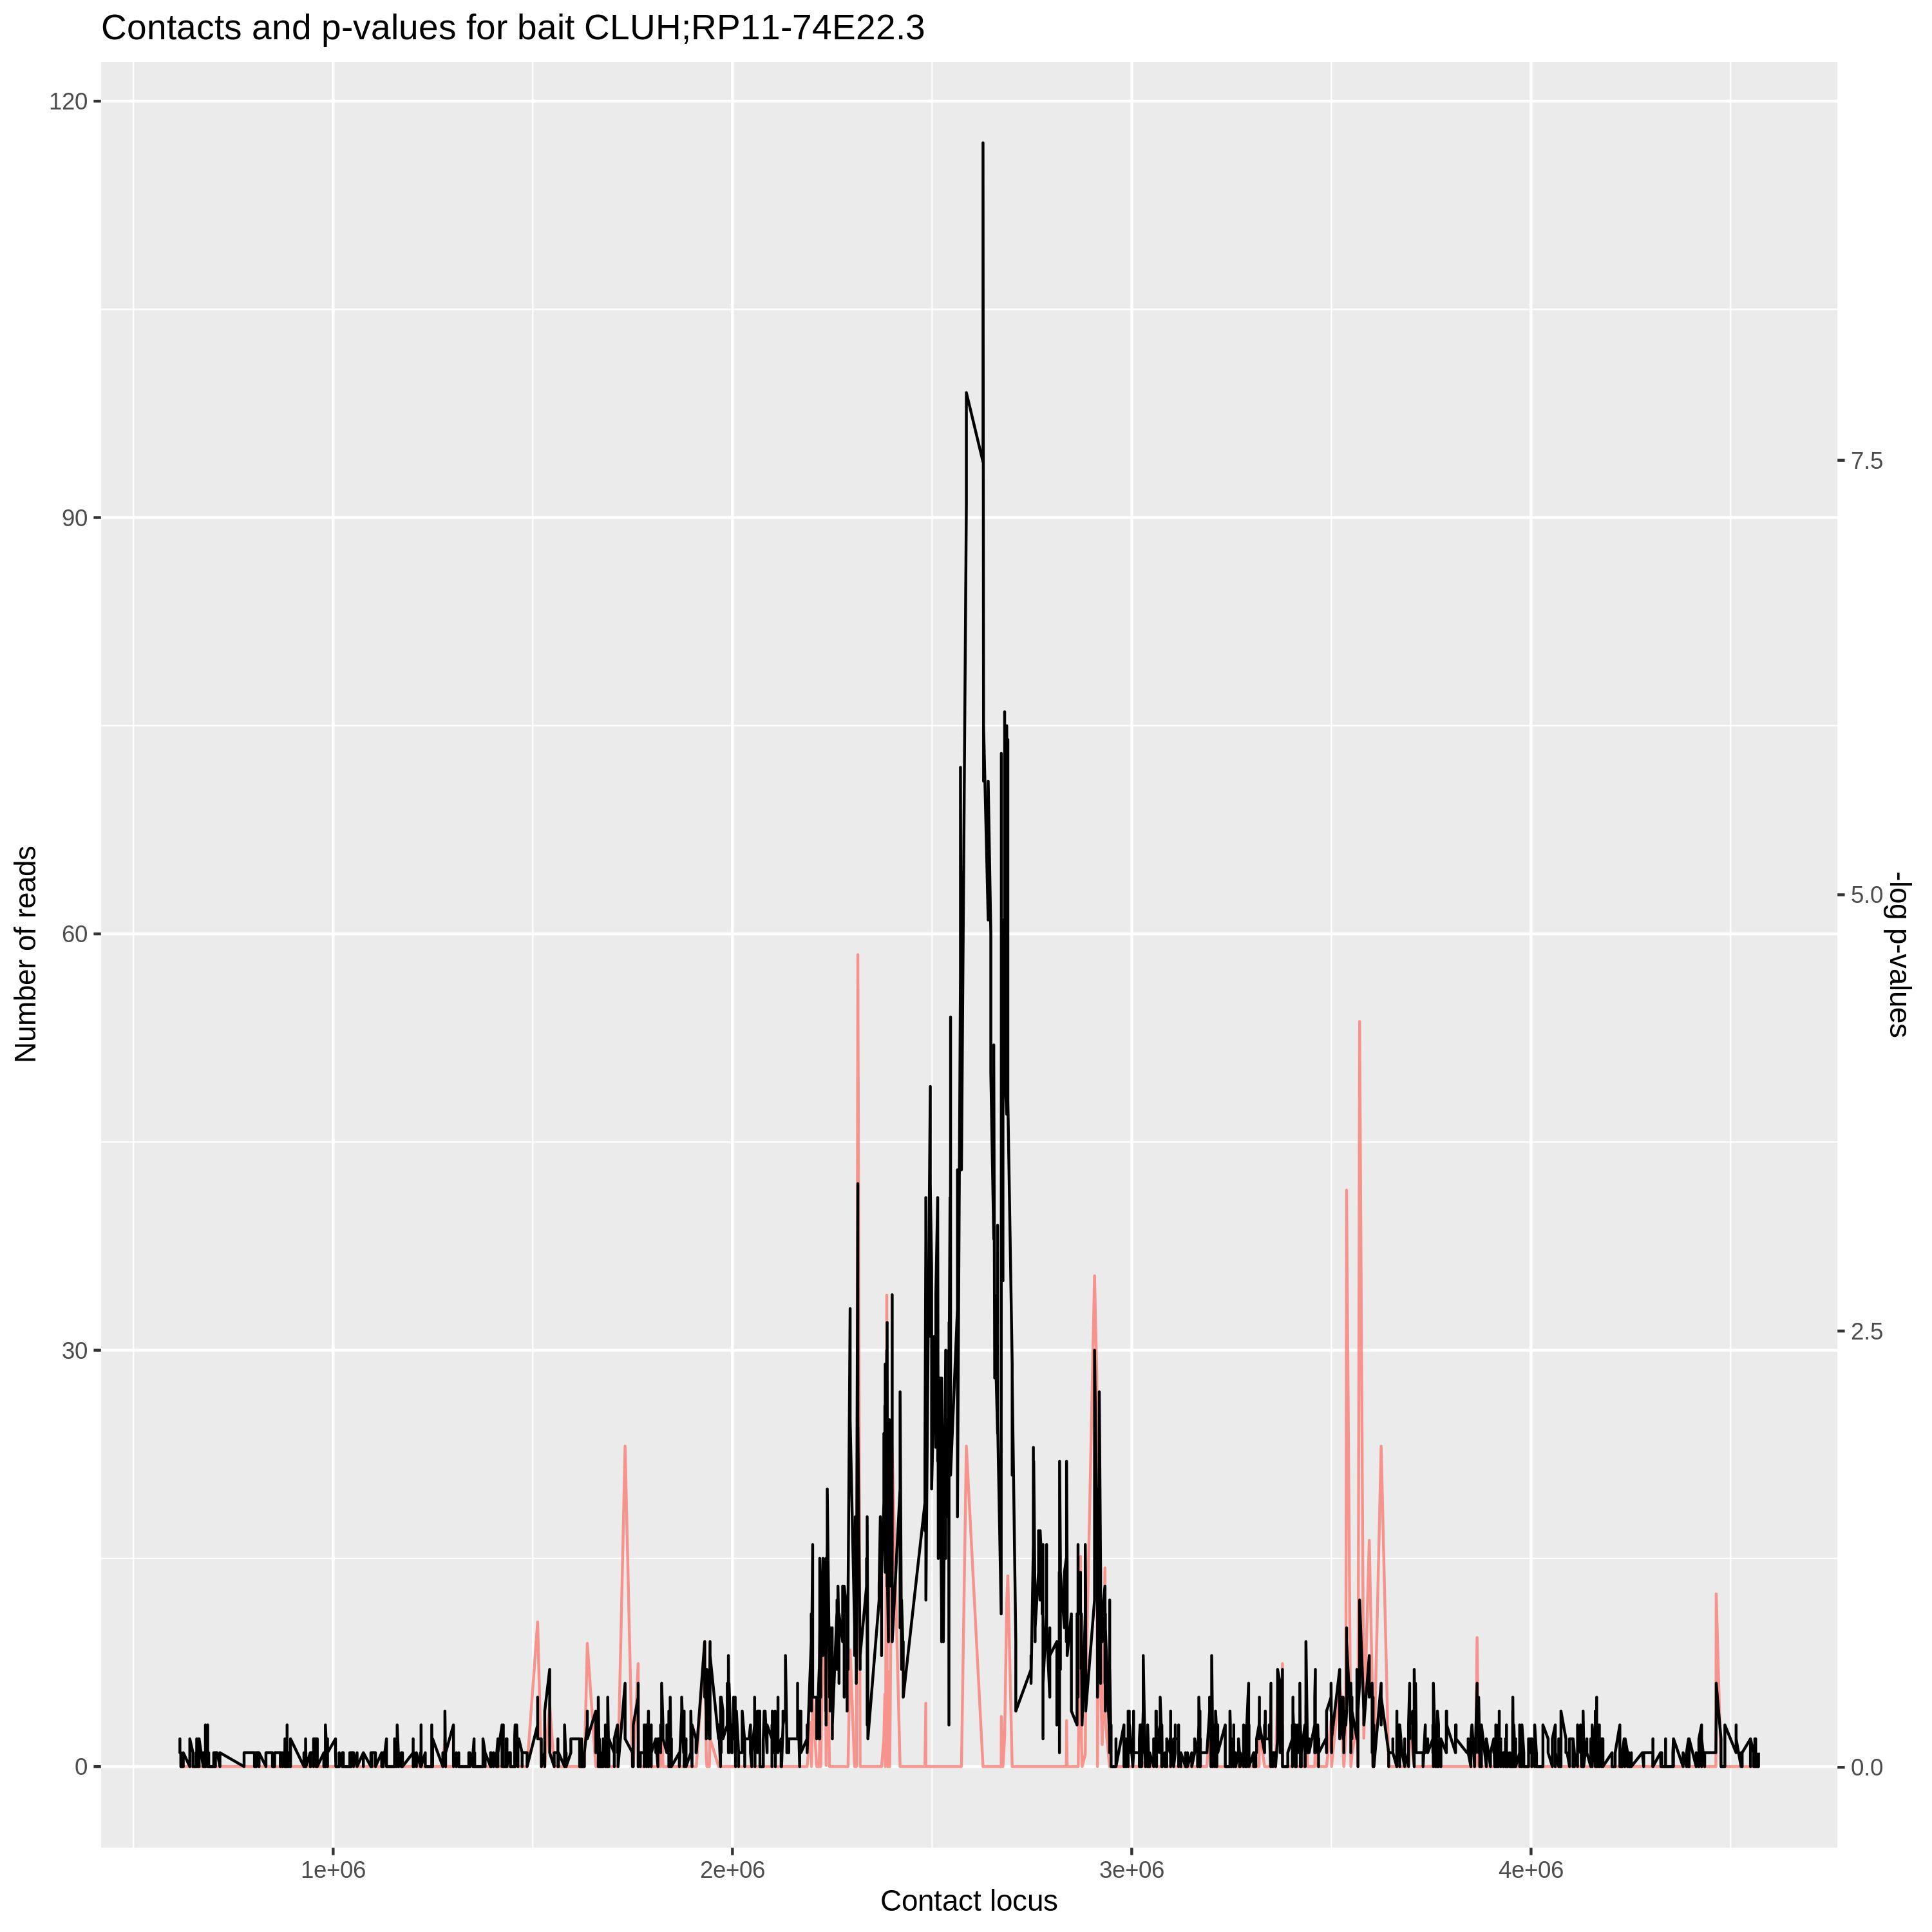 Contacts and p-values for bait CLUH;RP11-74E22.3
120
90
60
30
0
Number of reads
7.5
5.0
2.5
0.0
-log p-values
1e+06
2e+06
3e+06
4e+06
Contact locus